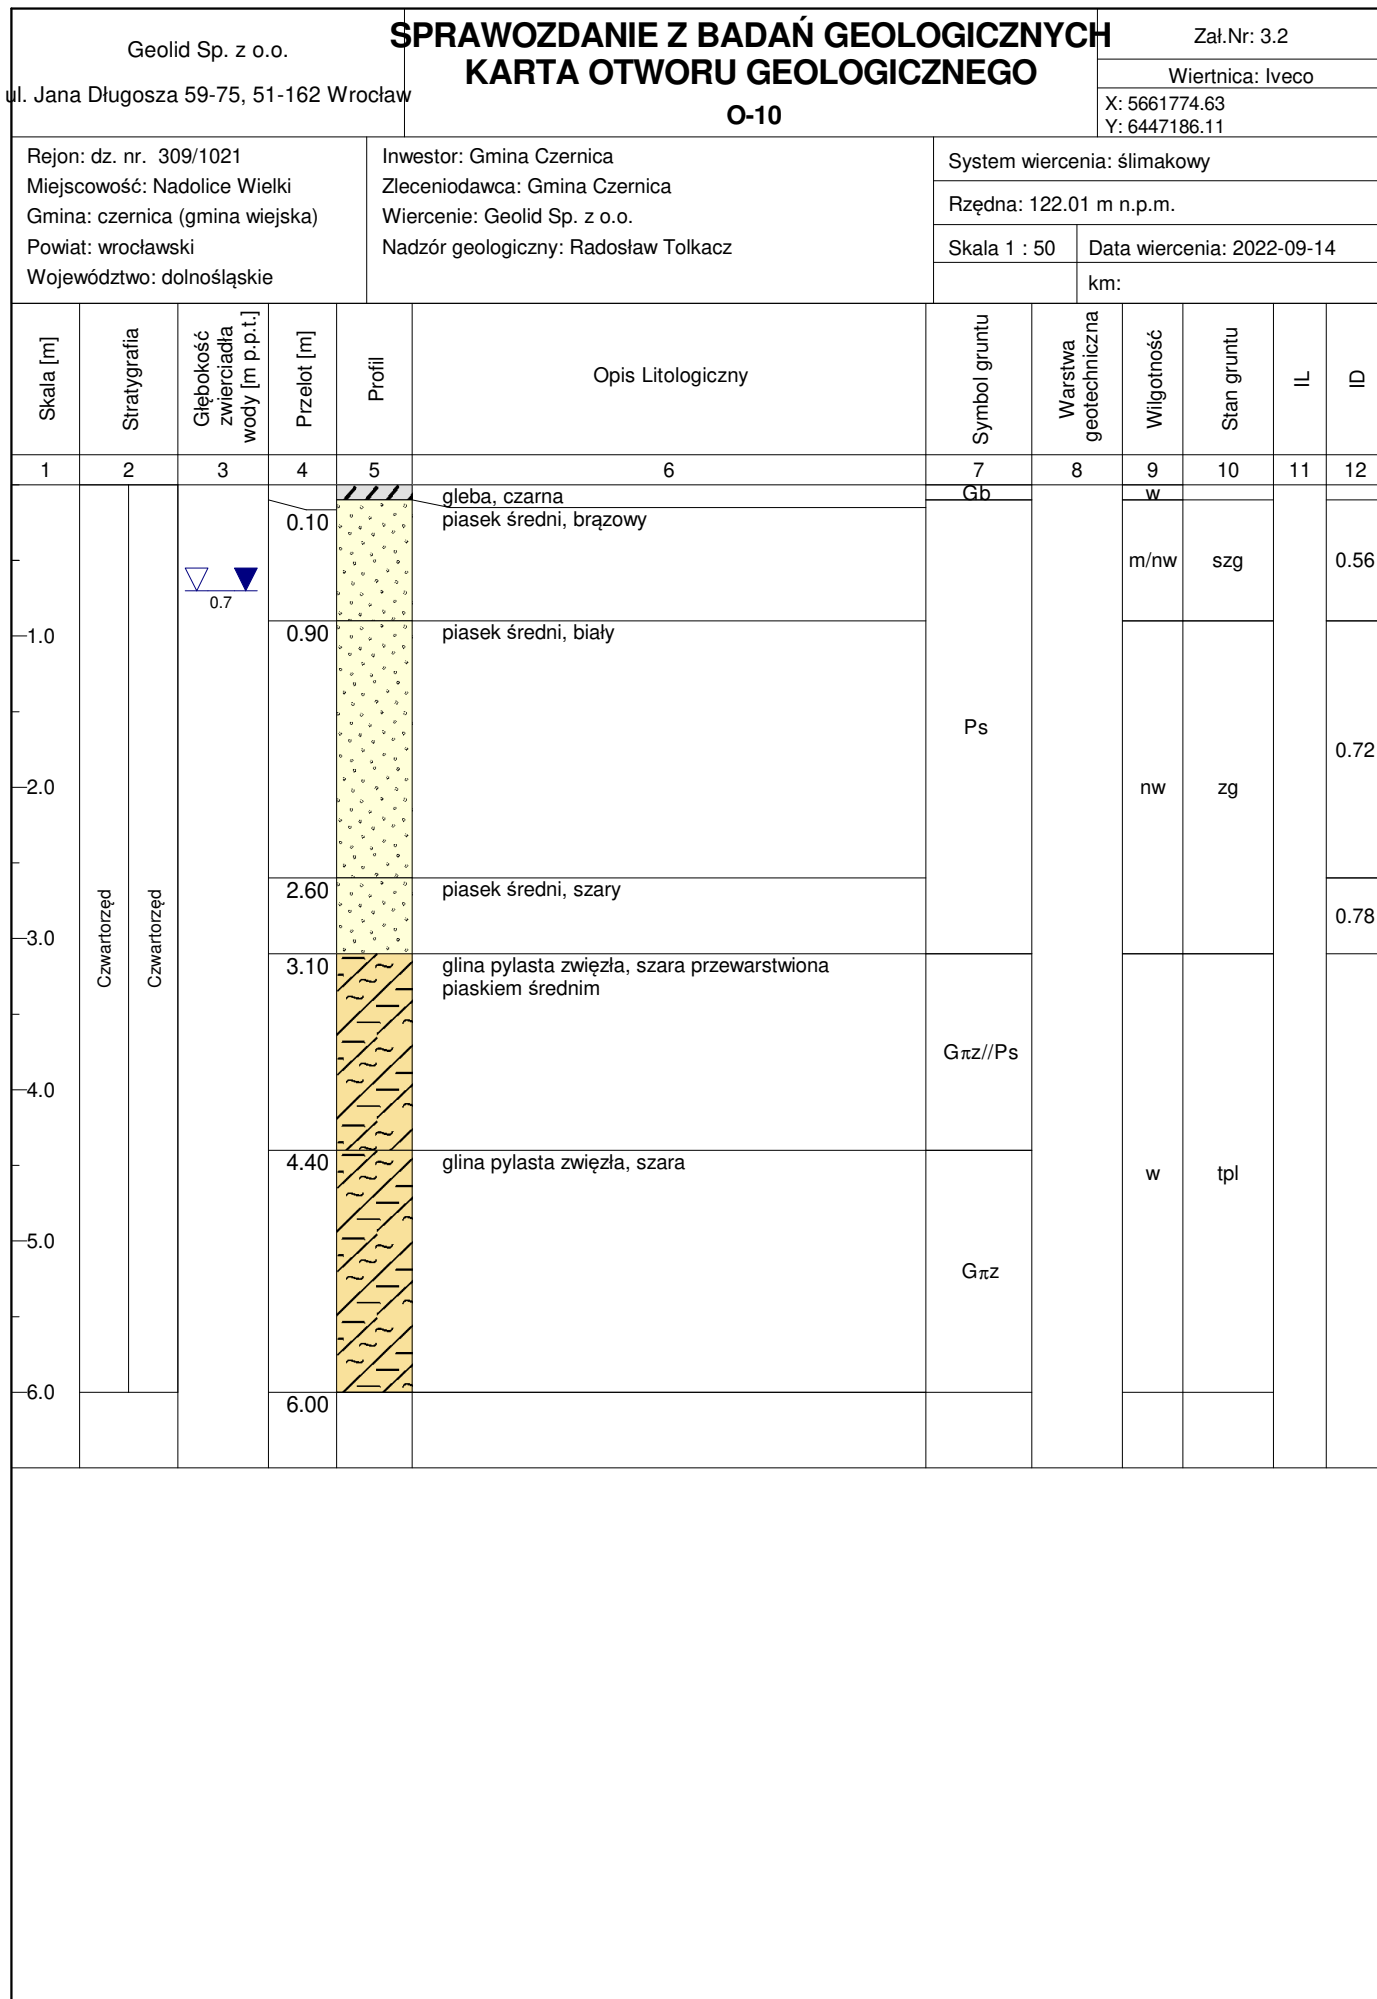 Geolid Sp. z o.o.
ul. Jana Długosza 59-75, 51-162 Wrocław
SPRAWOZDANIE Z BADAŃ GEOLOGICZNYCH
KARTA OTWORU GEOLOGICZNEGO
O-10
Zał.Nr: 3.2
Wiertnica: Iveco
X: 5661774.63
Y: 6447186.11
Rejon: dz. nr. 309/1021
Miejscowość: Nadolice Wielki
Gmina: czernica (gmina wiejska)
Powiat: wrocławski
Województwo: dolnośląskie
Inwestor: Gmina Czernica
Zleceniodawca: Gmina Czernica
Wiercenie: Geolid Sp. z o.o.
Nadzór geologiczny: Radosław Tolkacz
System wiercenia: ślimakowy
Rzędna: 122.01 m n.p.m.
Skala 1 : 50
Data wiercenia: 2022-09-14
km:
Skala [m]
Stratygrafia
Głębokość
zwierciadła
wody [m p.p.t.]
Przelot [m]
Profil
Opis Litologiczny
Symbol gruntu
Warstwa
geotechniczna
Wilgotność
Stan gruntu
IL
ID
1 2 3 4 5 6 7 8 9 10 11 12
gleba, czarna
Gb
w
0.10
piasek średni, brązowy
m/nw
szg
0.56
0.7
1.0
0.90
piasek średni, biały
Ps
0.72
2.0
nw
zg
2.60
piasek średni, szary
0.78
Czwartorzęd
Czwartorzęd
3.0
3.10
glina pylasta zwięzła, szara przewarstwiona
piaskiem średnim
Gπz//Ps
4.0
4.40
glina pylasta zwięzła, szara
w
tpl
5.0
Gπz
6.0
6.00